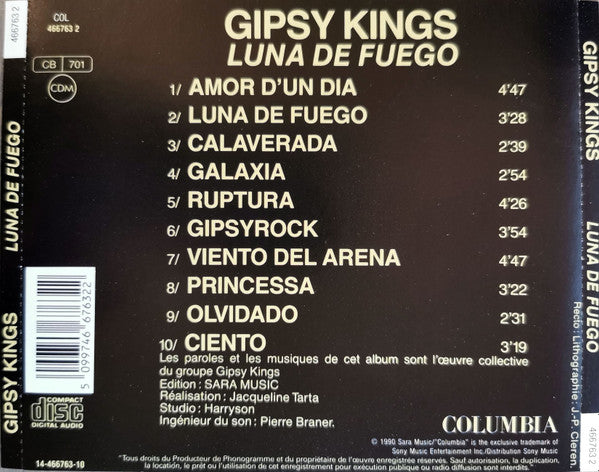 466763 2
COL
466763 2
CB 701
CDM
GIPSY KINGS
LUNA DE FUEGO
1/ AMOR D'UN DIA 4'47
2/ LUNA DE FUEGO 3'28
3/ CALAVERADA 2'39
4/ GALAXIA 2'54
5/ RUPTURA 4'26
6/ GIPSYROCK 3'54
7/ VIENTO DEL ARENA 4'47
8/ PRINCESSA 3'22
9/ OLVIDADO 2'31
10/ CIENTO 3'19
Les paroles et les musiques de cet album sont l'œuvre collective
du groupe Gipsy Kings
Edition : SARA MUSIC
Réalisation : Jacqueline Tarta
Studio : Harryson
Ingénieur du son : Pierre Braner.
5 099746 676322
COMPACT
disc
DIGITAL AUDIO
14-466763-10
COLUMBIA
© 1990 Sara Music/"Columbia" is the exclusive trademark of
Sony Music Entertainment Inc./Distribution Sony Music
"Tous droits du Producteur de Phonogramme et du propriétaire de l'œuvre enregistrée réservés. Sauf autorisation, la duplication,
la location, le prêt ou l'utilisation de cet enregistrement pour exécution publique ou radio diffusion sont interdits".
GIPSY KINGS LUNA DE FUEGO
GIPSY KINGS LUNA DE FUEGO
466763 2
Recto : Lithographie : J.-P. Cleren